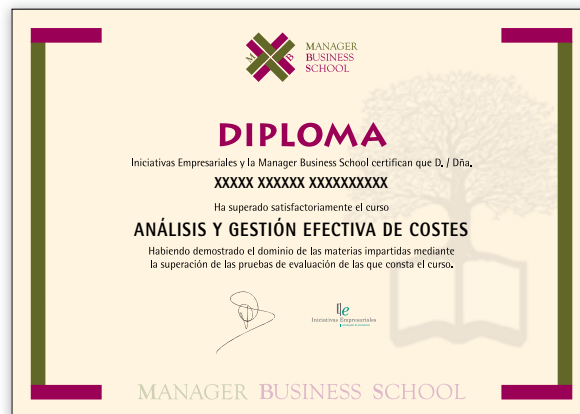 M B
MANAGER
BUSINESS
SCHOOL
DIPLOMA
Iniciativas Empresariales y la Manager Business School certifican que D. / Dña.
XXXXX XXXXXX XXXXXXXXXX
Ha superado satisfactoriamente el curso
ANÁLISIS Y GESTIÓN EFECTIVA DE COSTES
Habiendo demostrado el dominio de las materias impartidas mediante
la superación de las pruebas de evaluación de las que consta el curso.
Ile
Iniciativas Empresariales
MANAGER BUSINESS SCHOOL